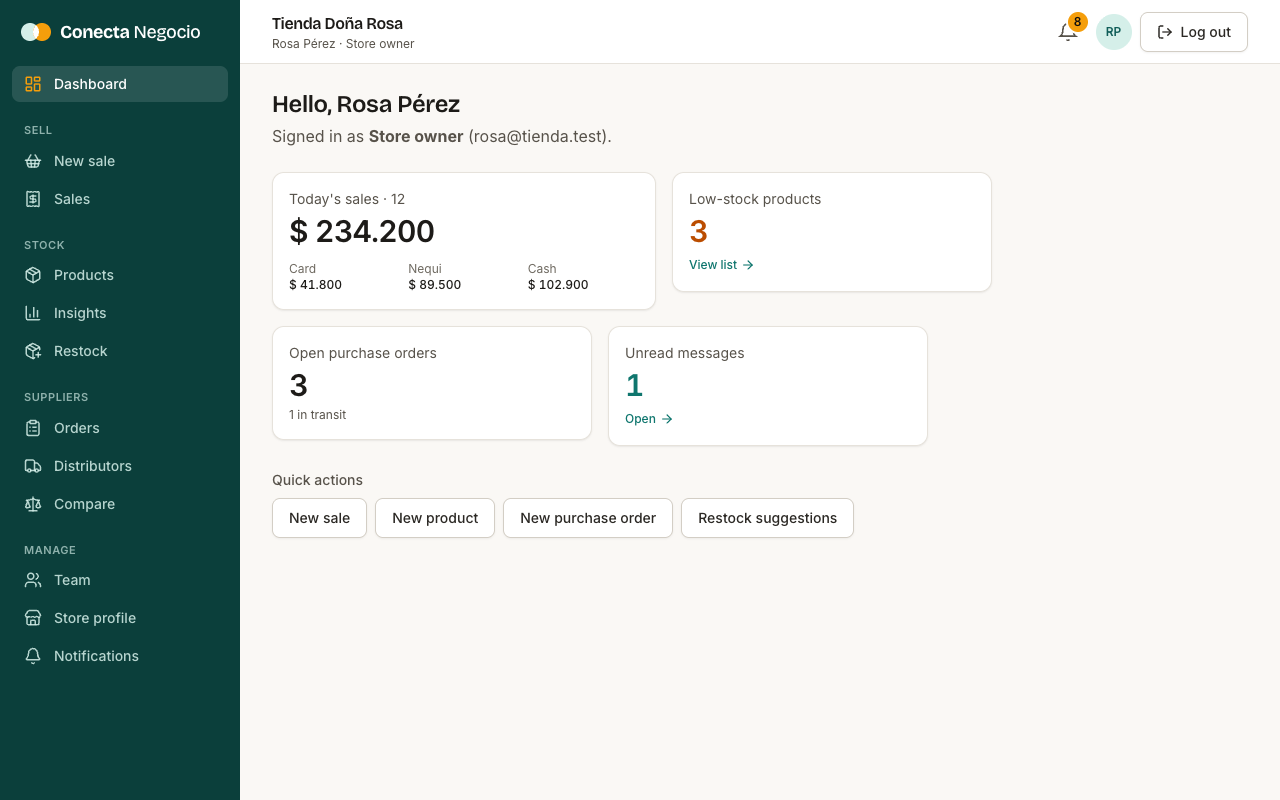 Conecta Negocio
Dashboard
SELL
New sale
Sales
STOCK
Products
Insights
Restock
SUPPLIERS
Orders
Distributors
Compare
MANAGE
Team
Store profile
Notifications
Tienda Doña Rosa
Rosa Pérez · Store owner
8
RP
Log out
Hello, Rosa Pérez
Signed in as Store owner (rosa@tienda.test).
Today's sales · 12
$ 234.200
Card Nequi Cash
$ 41.800 $ 89.500 $ 102.900
Low-stock products
3
View list →
Open purchase orders
3
1 in transit
Unread messages
1
Open →
Quick actions
New sale New product New purchase order Restock suggestions